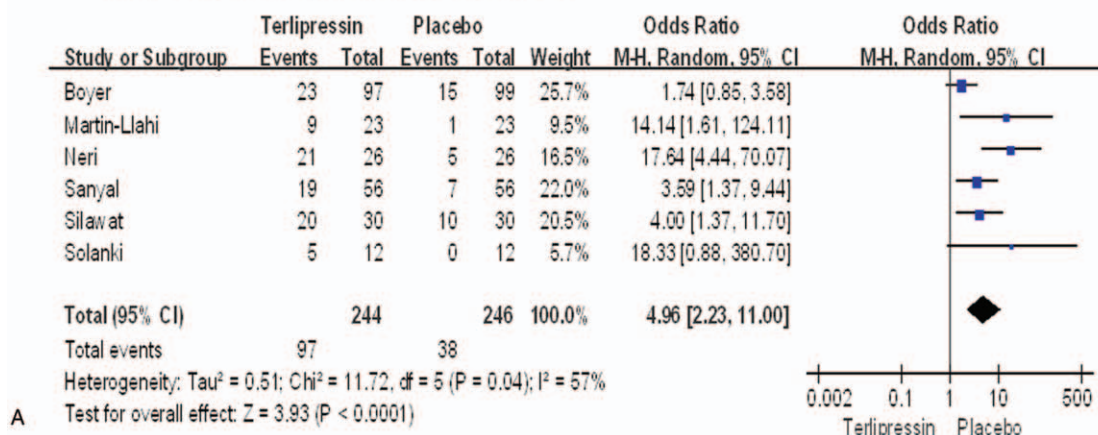 Terlipressin Placebo Odds Ratio Odds Ratio
Study or Subgroup Events Total Events Total Weight M-H, Random, 95% CI M-H, Random, 95% CI
Boyer 23 97 15 99 25.7% 1.74 [0.85, 3.58]
Martin-Llahi 9 23 1 23 9.5% 14.14 [1.61, 124.11]
Neri 21 26 5 26 16.5% 17.64 [4.44, 70.07]
Sanyal 19 56 7 56 22.0% 3.59 [1.37, 9.44]
Silawat 20 30 10 30 20.5% 4.00 [1.37, 11.70]
Solanki 5 12 0 12 5.7% 18.33 [0.88, 380.70]
Total (95% CI) 244 246 100.0% 4.96 [2.23, 11.00]
Total events 97 38
Heterogeneity: Tau² = 0.51; Chi² = 11.72, df = 5 (P = 0.04); I² = 57%
Test for overall effect: Z = 3.93 (P < 0.0001)
0.002 0.1 1 10 500
Terlipressin Placebo
A